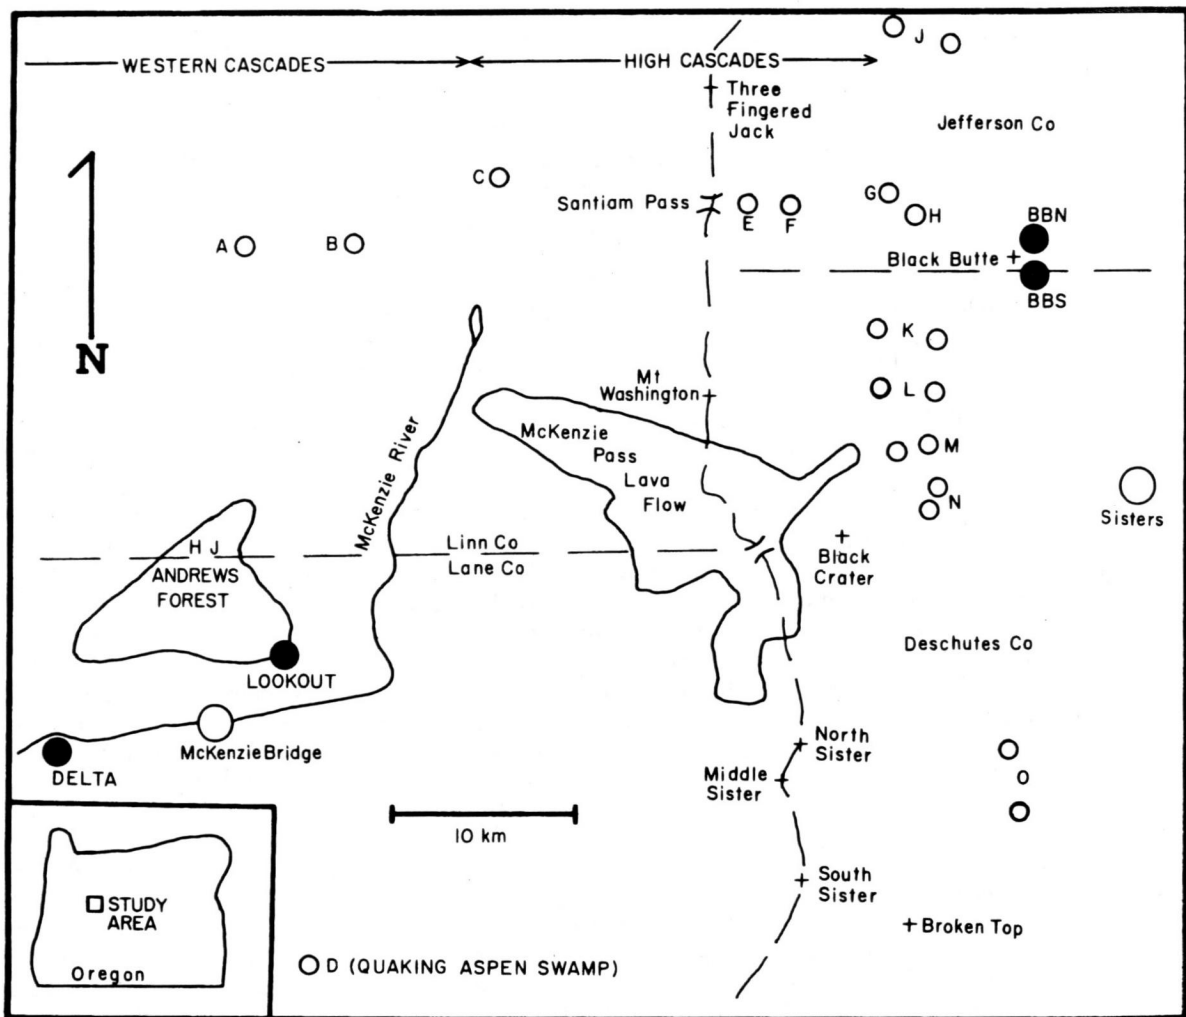 J
WESTERN CASCADES
HIGH CASCADES
Three
Fingered
Jack
Jefferson Co
C
Santiam Pass
E
F
G
H
BBN
A
B
Black Butte
BBS
N
K
Mt
Washington
L
McKenzie
Pass
Lava
Flow
McKenzie River
M
N
Sisters
H J
ANDREWS
FOREST
Linn Co
Lane Co
Black
Crater
Deschutes Co
LOOKOUT
McKenzie Bridge
DELTA
North
Sister
Middle
Sister
O
10 km
South
Sister
STUDY
AREA
Oregon
Broken Top
D (QUAKING ASPEN SWAMP)